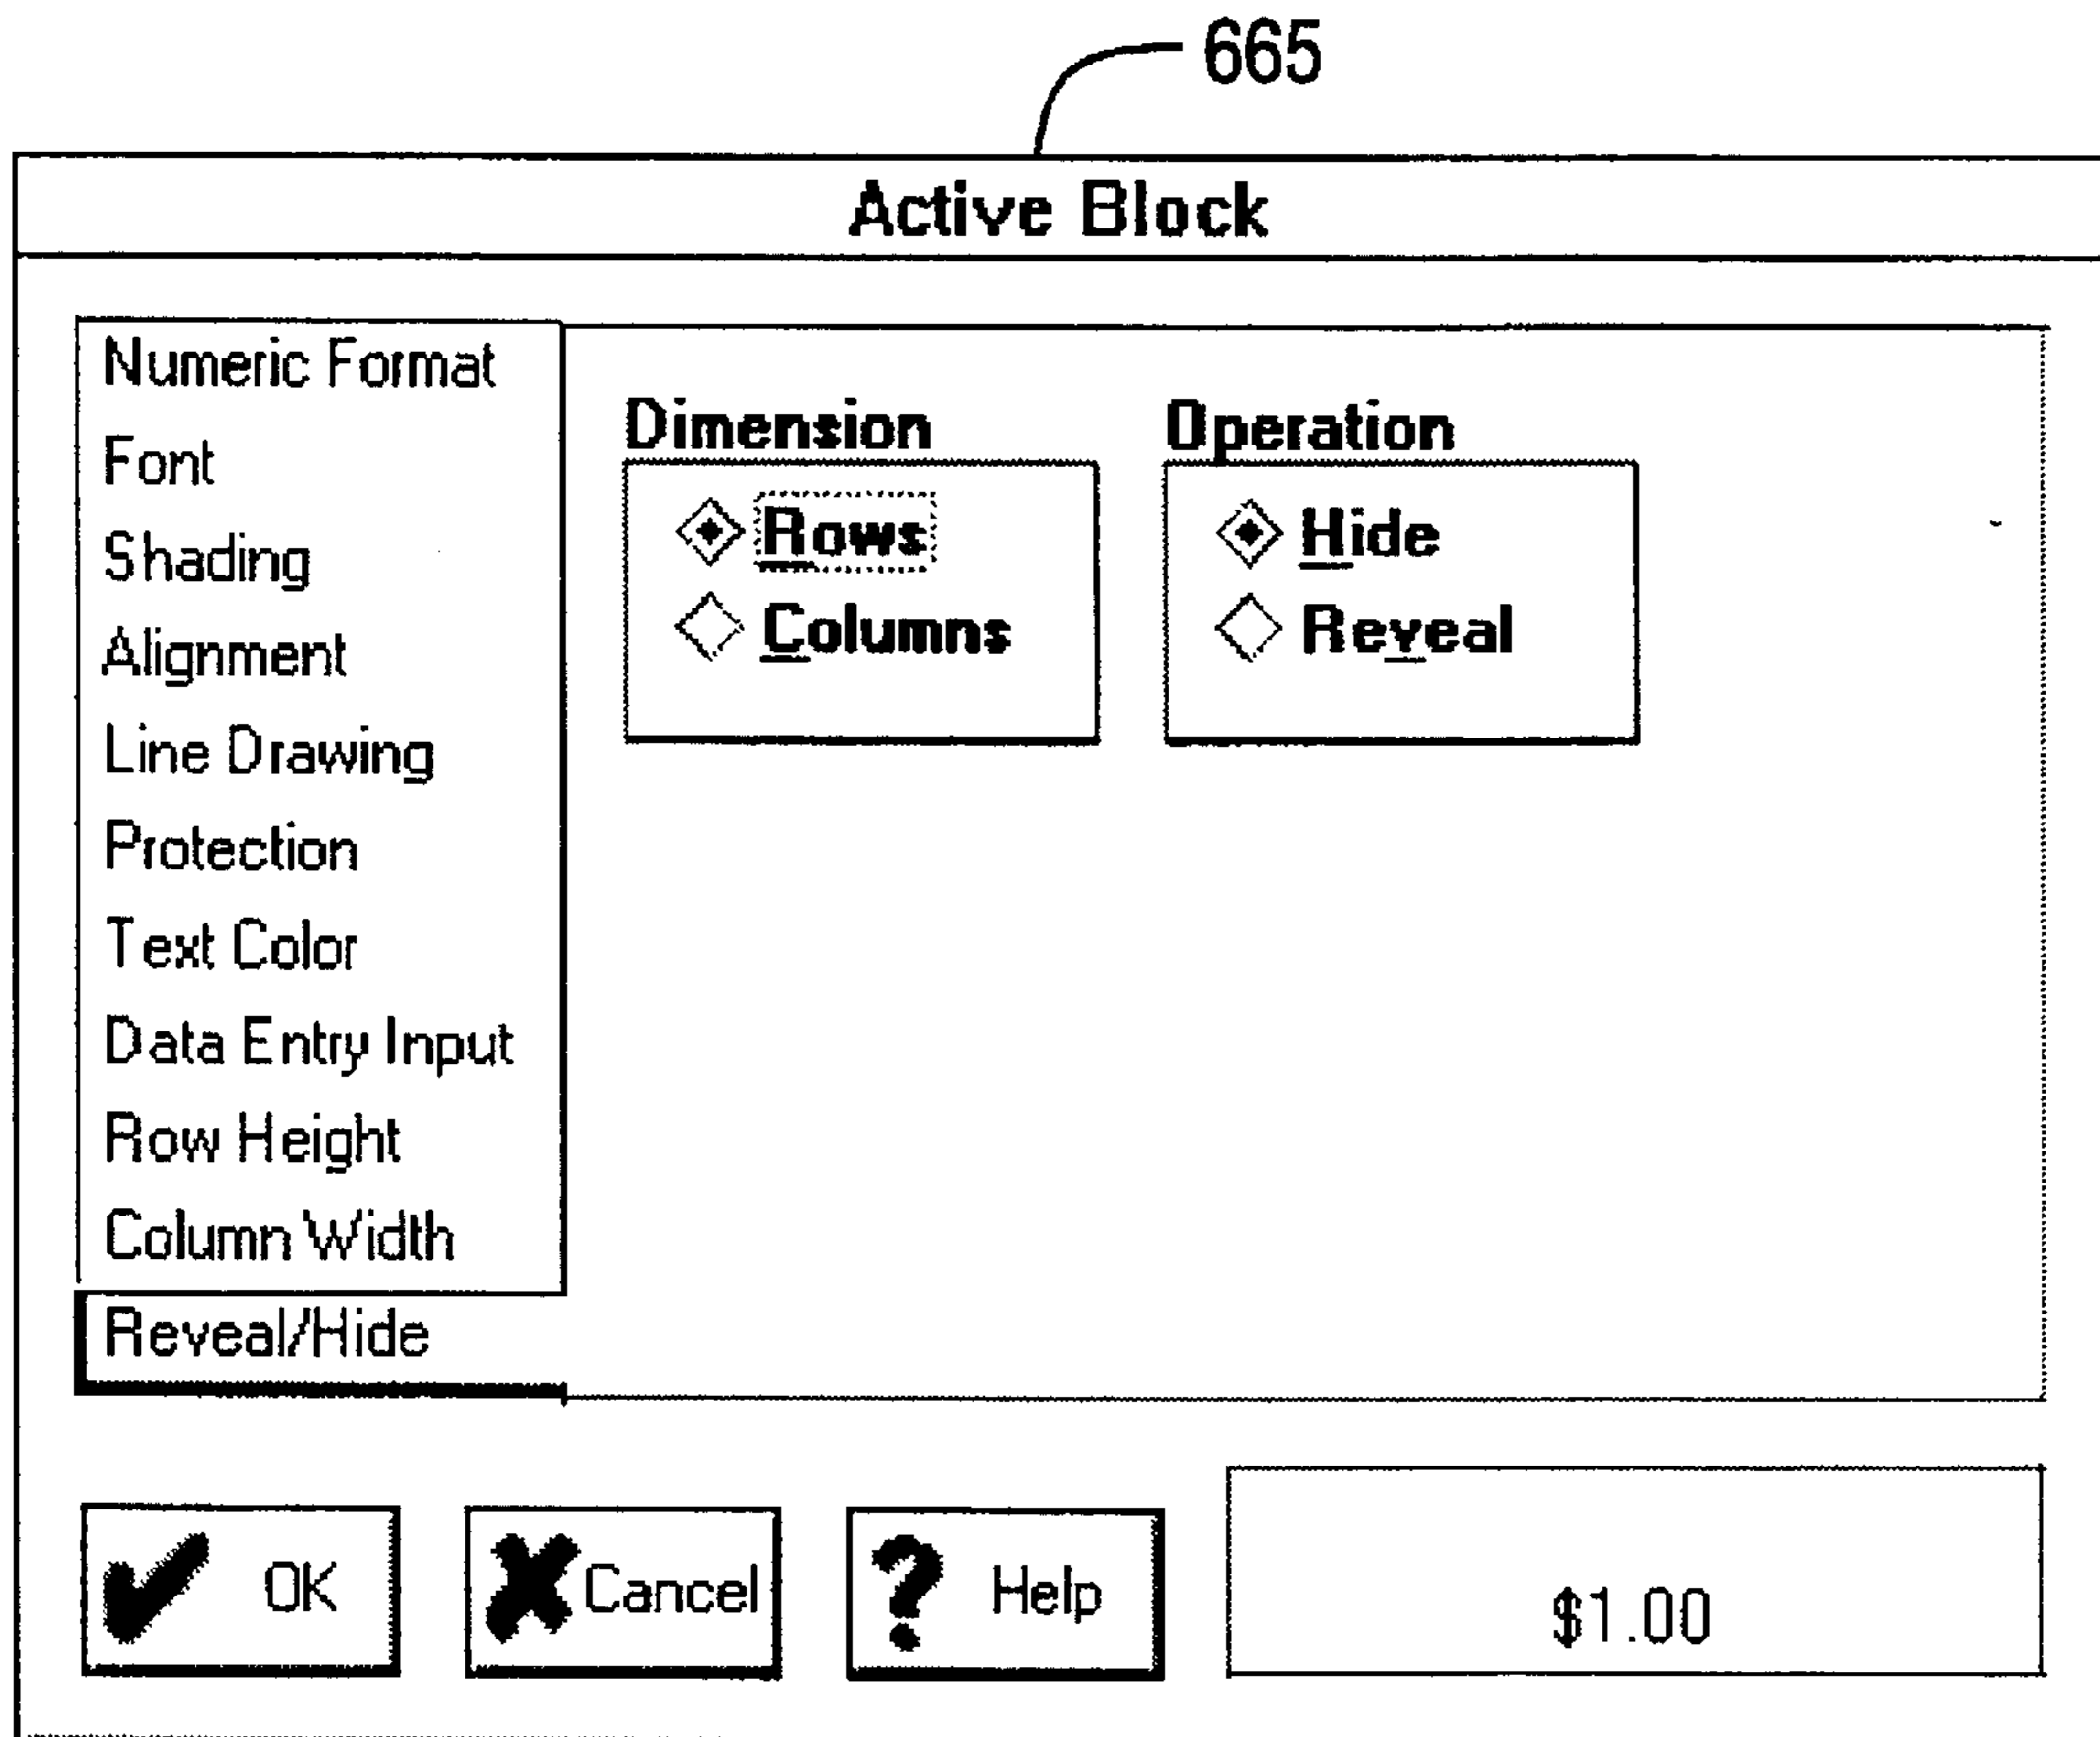 665
Active Block
Numeric Format
Font
Shading
Alignment
Line Drawing
Protection
Text Color
Data Entry Input
Row Height
Column Width
Reveal/Hide
Dimension
Rows
Columns
Operation
Hide
Reveal
OK
Cancel
Help
$1.00